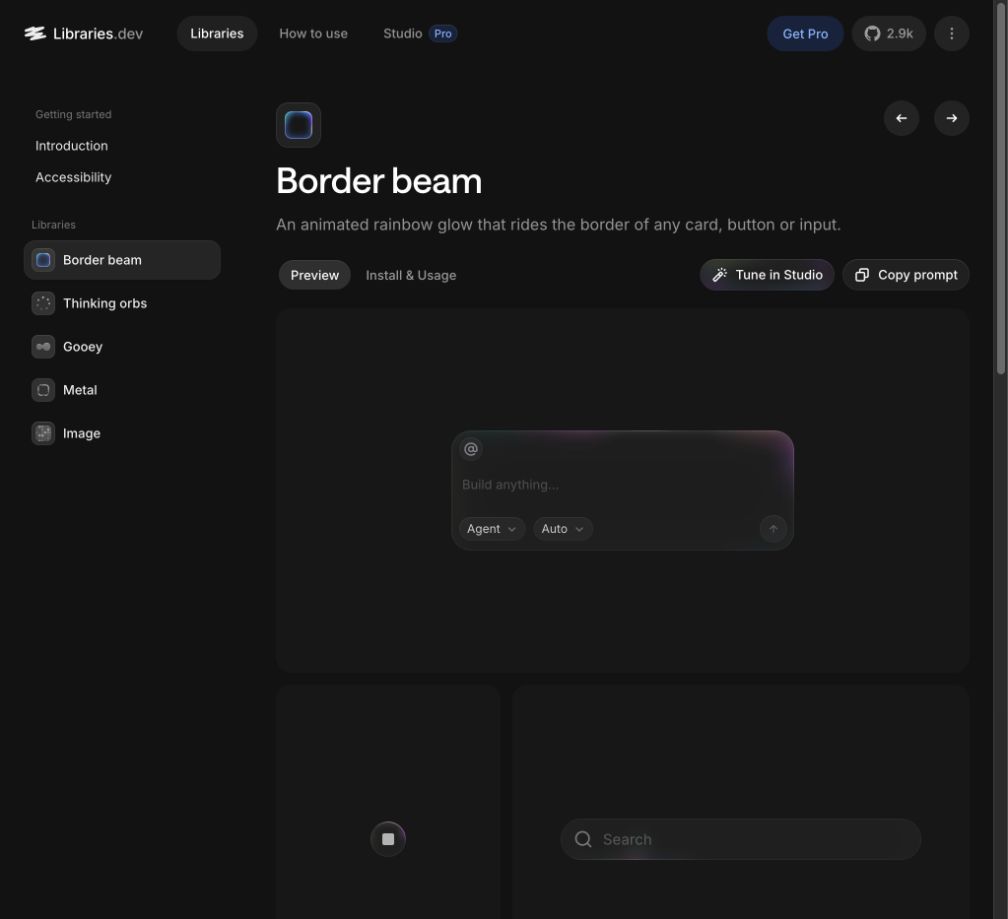 Libraries.dev
Libraries
How to use
Studio Pro
Get Pro
2.9k
Getting started
Introduction
Accessibility
Libraries
Border beam
Thinking orbs
Gooey
Metal
Image
Border beam
An animated rainbow glow that rides the border of any card, button or input.
Preview
Install & Usage
Tune in Studio
Copy prompt
@
Build anything...
Agent
Auto
Search